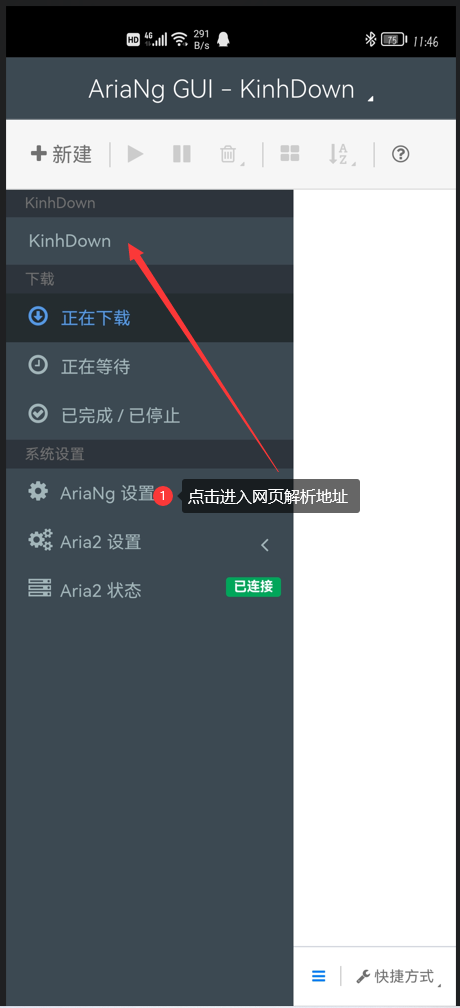 HD 4G 291 B/s 75 11:46
AriaNg GUI - KinhDown
新建
KinhDown
KinhDown
下载
正在下载
正在等待
已完成 / 已停止
系统设置
AriaNg 设置 1 点击进入网页解析地址
Aria2 设置
Aria2 状态 已连接
快捷方式